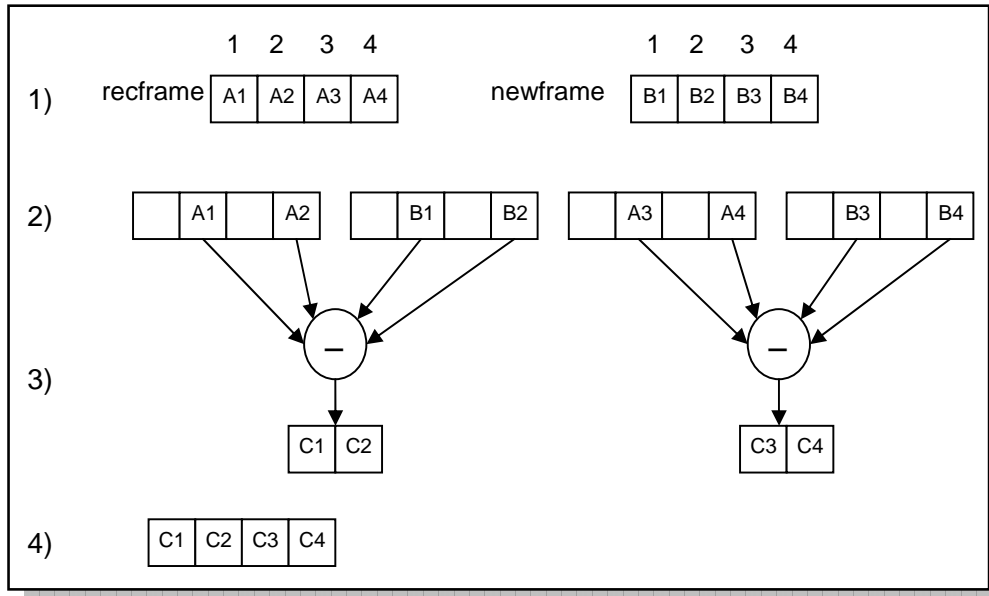 1 2 3 4 1 2 3 4
1) recframe A1 A2 A3 A4 newframe B1 B2 B3 B4
2) A1 A2 B1 B2 A3 A4 B3 B4
– –
3)
C1 C2 C3 C4
4) C1 C2 C3 C4